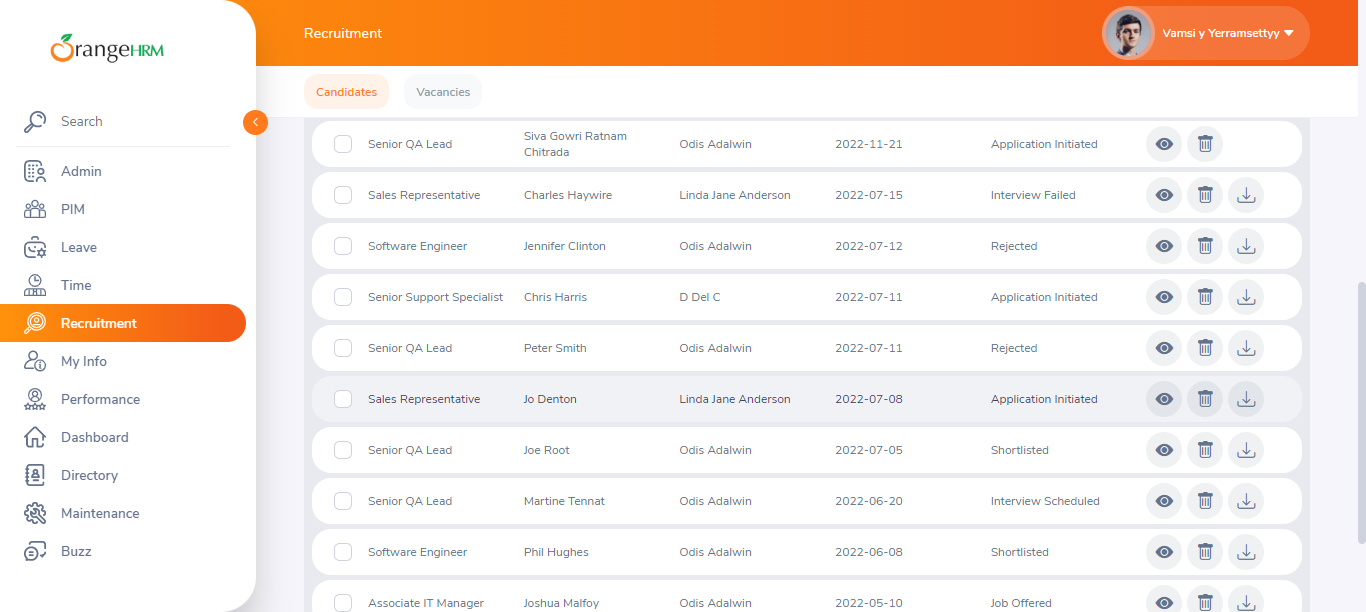 OrangeHRM
Recruitment
Vamsi y Yerramsettyy
Candidates
Vacancies
Search
Admin
PIM
Leave
Time
Recruitment
My Info
Performance
Dashboard
Directory
Maintenance
Buzz
Senior QA Lead Siva Gowri Ratnam Odis Adalwin 2022-11-21 Application Initiated
Chitrada
Sales Representative Charles Haywire Linda Jane Anderson 2022-07-15 Interview Failed
Software Engineer Jennifer Clinton Odis Adalwin 2022-07-12 Rejected
Senior Support Specialist Chris Harris D Del C 2022-07-11 Application Initiated
Senior QA Lead Peter Smith Odis Adalwin 2022-07-11 Rejected
Sales Representative Jo Denton Linda Jane Anderson 2022-07-08 Application Initiated
Senior QA Lead Joe Root Odis Adalwin 2022-07-05 Shortlisted
Senior QA Lead Martine Tennat Odis Adalwin 2022-06-20 Interview Scheduled
Software Engineer Phil Hughes Odis Adalwin 2022-06-08 Shortlisted
Associate IT Manager Joshua Malfoy Odis Adalwin 2022-05-10 Job Offered